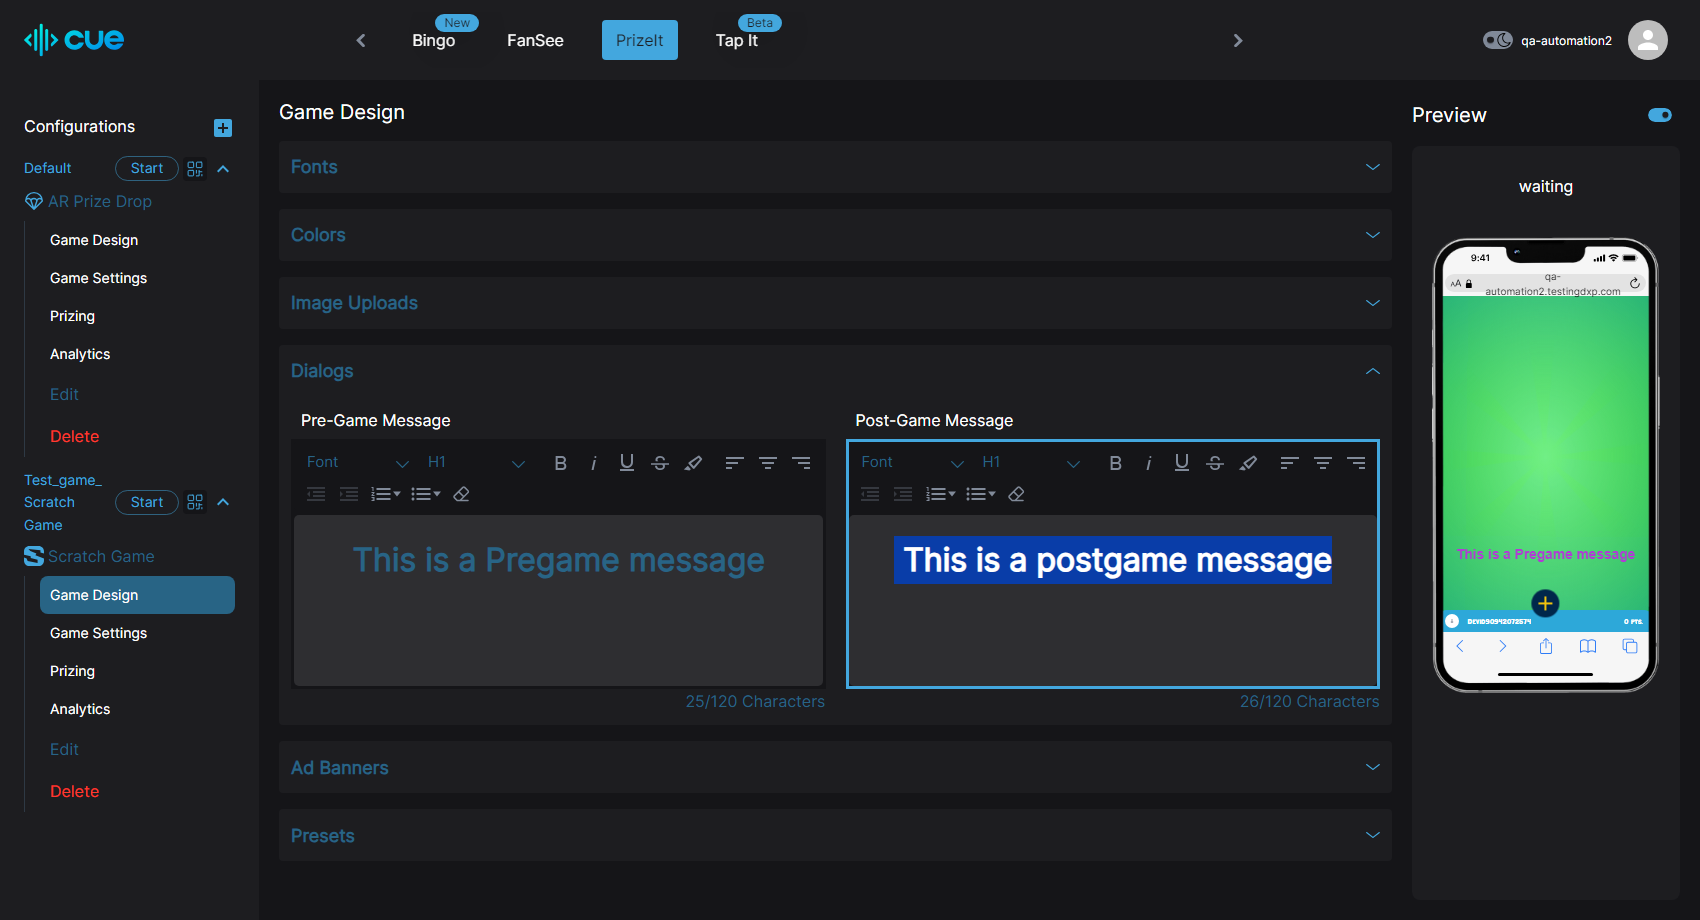 cue
New
Bingo
FanSee
PrizeIt
Beta
Tap It
qa-automation2
Configurations
Default
Start
AR Prize Drop
Game Design
Game Settings
Prizing
Analytics
Edit
Delete
Test_game_
Scratch
Game
Start
Scratch Game
Game Design
Game Settings
Prizing
Analytics
Edit
Delete
Game Design
Fonts
Colors
Image Uploads
Dialogs
Pre-Game Message
Font H1
This is a Pregame message
25/120 Characters
Post-Game Message
Font H1
This is a postgame message
26/120 Characters
Ad Banners
Presets
Preview
waiting
9:41
AA
qa-
automation2.testingdxp.com
This is a Pregame message
0 PTS.